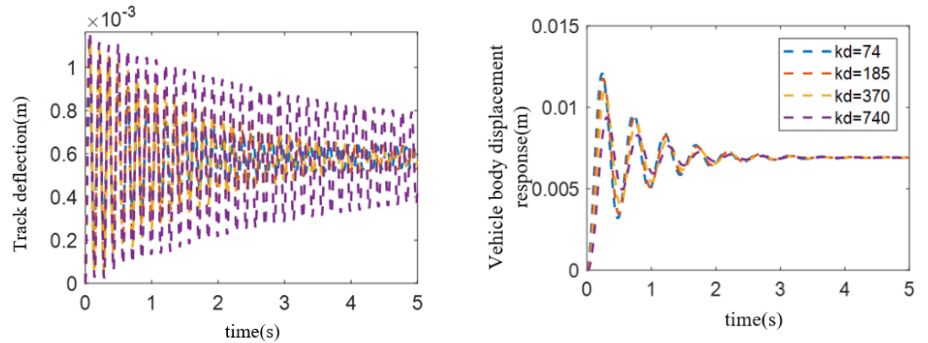 ×10⁻³
1
0.8
0.6
0.4
0.2
0
Track deflection(m)
0 1 2 3 4 5
time(s)
0.015
0.01
0.005
0
Vehicle body displacement
response(m)
kd=74
kd=185
kd=370
kd=740
0 1 2 3 4 5
time(s)